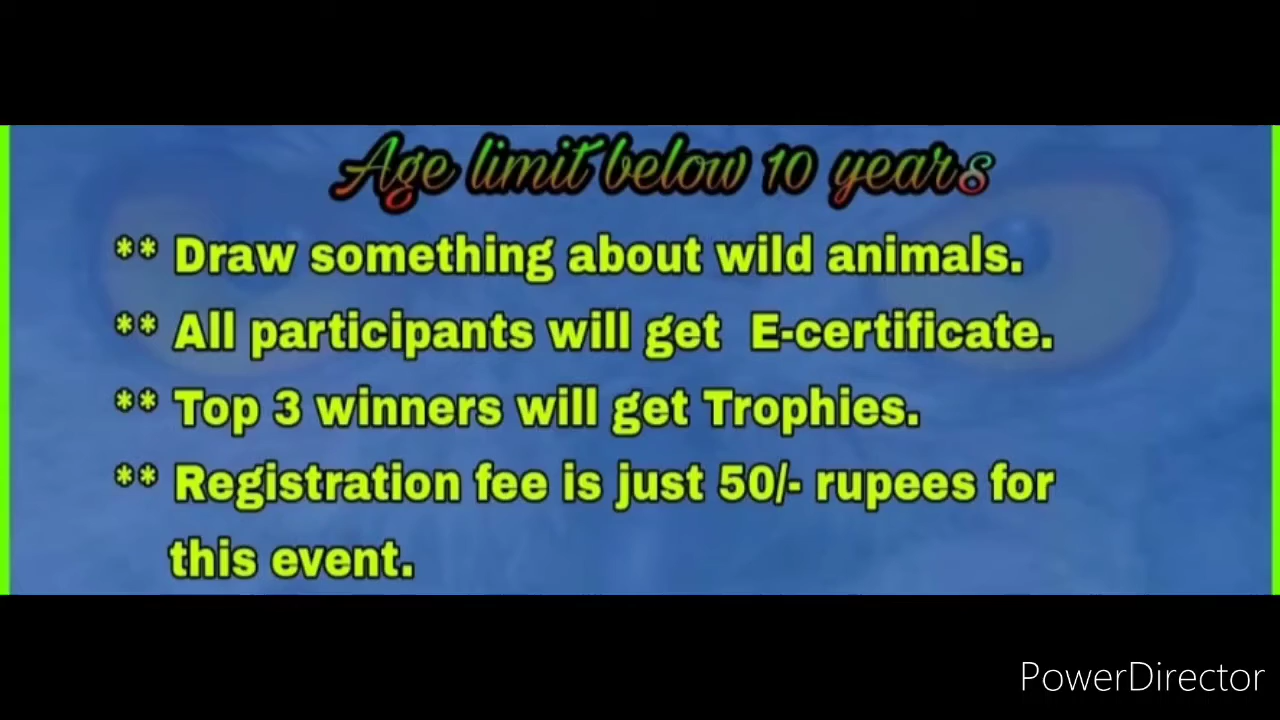 Age limit below 10 years
** Draw something about wild animals.
** All participants will get E-certificate.
** Top 3 winners will get Trophies.
** Registration fee is just 50/- rupees for
this event.
PowerDirector